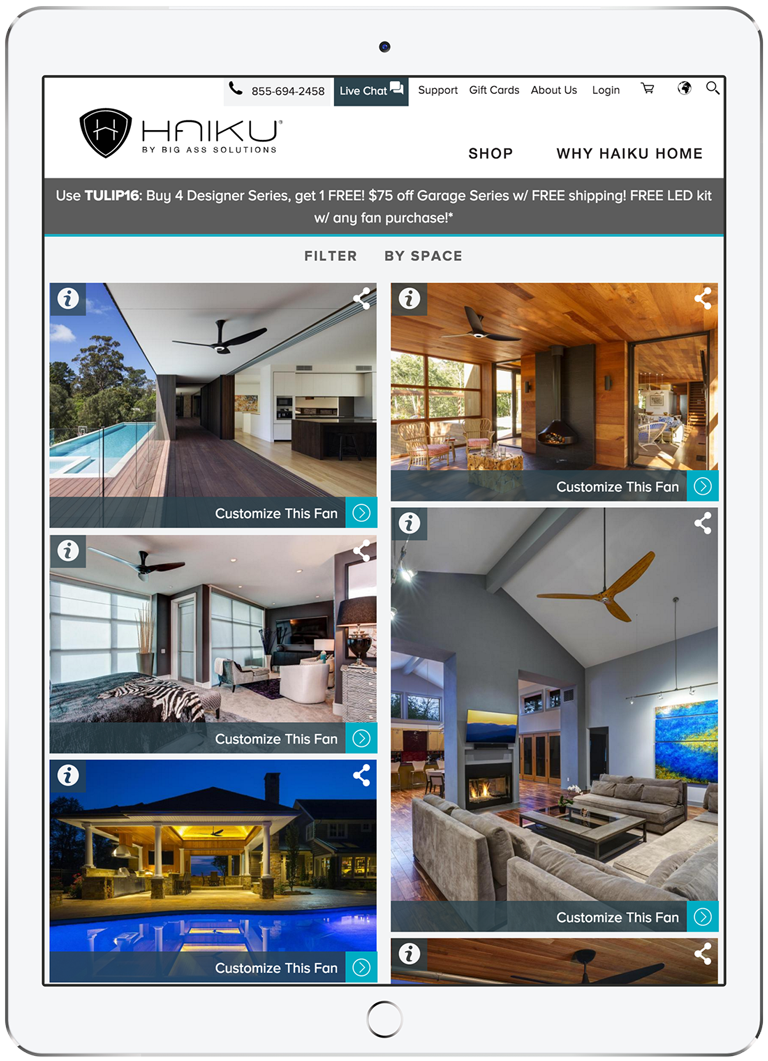 855-694-2458 Live Chat Support Gift Cards About Us Login
HAIKU®
BY BIG ASS SOLUTIONS
SHOP WHY HAIKU HOME
Use TULIP16: Buy 4 Designer Series, get 1 FREE! $75 off Garage Series w/ FREE shipping! FREE LED kit
w/ any fan purchase!*
FILTER BY SPACE
Customize This Fan
Customize This Fan
Customize This Fan
Customize This Fan
Customize This Fan